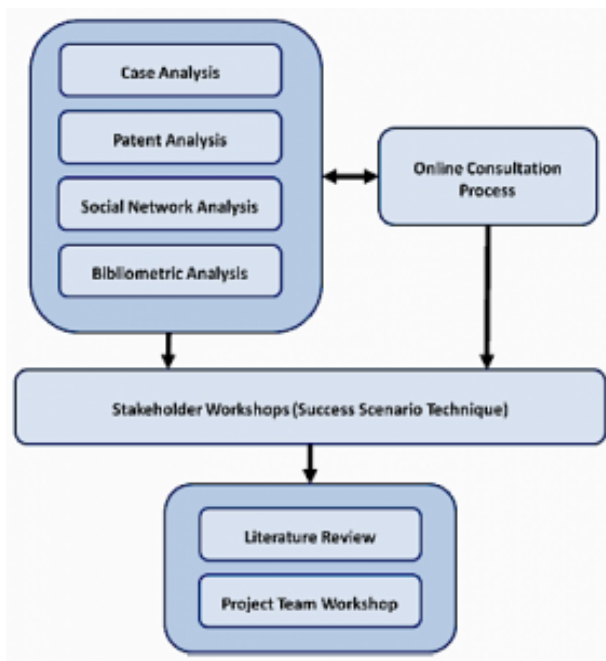 Case Analysis
Patent Analysis
Social Network Analysis
Bibliometric Analysis
Online Consultation
Process
Stakeholder Workshops (Success Scenario Technique)
Literature Review
Project Team Workshop